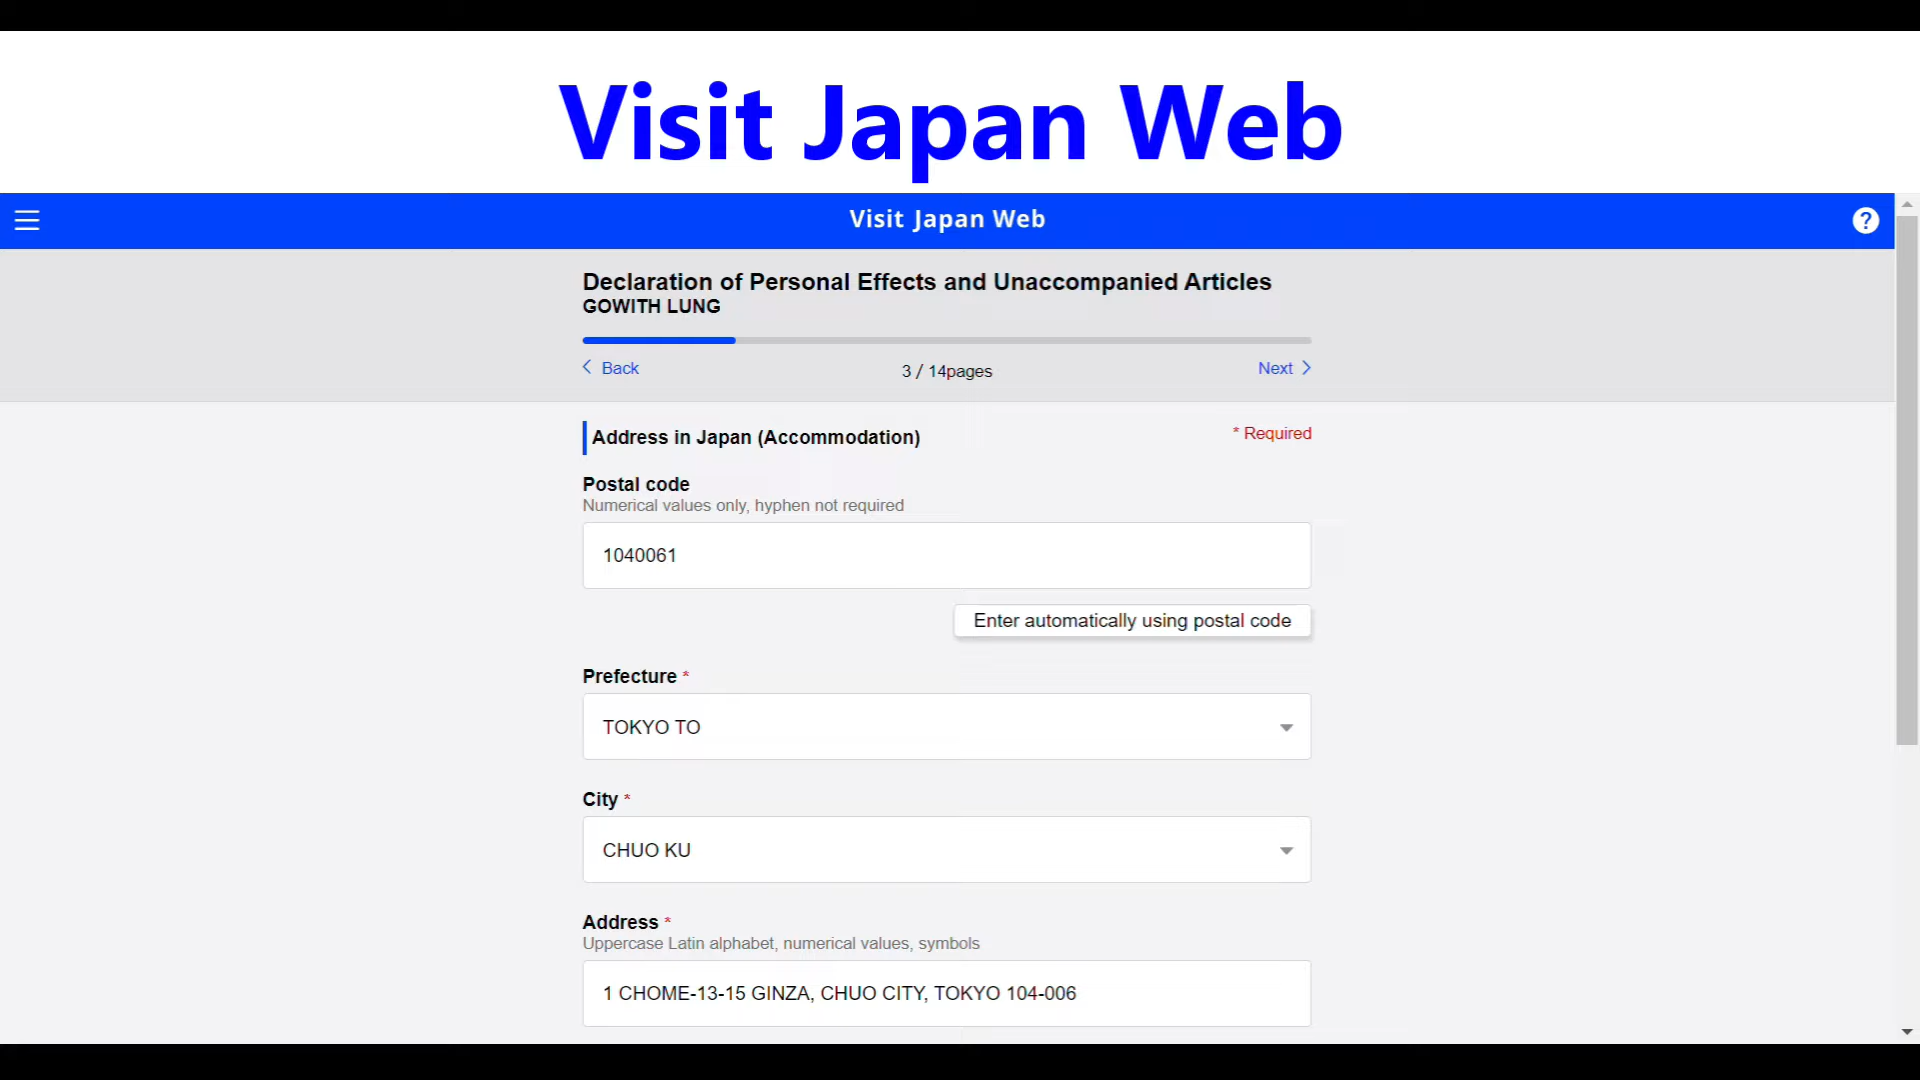 Visit Japan Web
Visit Japan Web
?
Declaration of Personal Effects and Unaccompanied Articles
GOWITH LUNG
Back
3 / 14pages
Next
Address in Japan (Accommodation)
* Required
Postal code
Numerical values only, hyphen not required
1040061
Enter automatically using postal code
Prefecture *
TOKYO TO
City *
CHUO KU
Address *
Uppercase Latin alphabet, numerical values, symbols
1 CHOME-13-15 GINZA, CHUO CITY, TOKYO 104-006